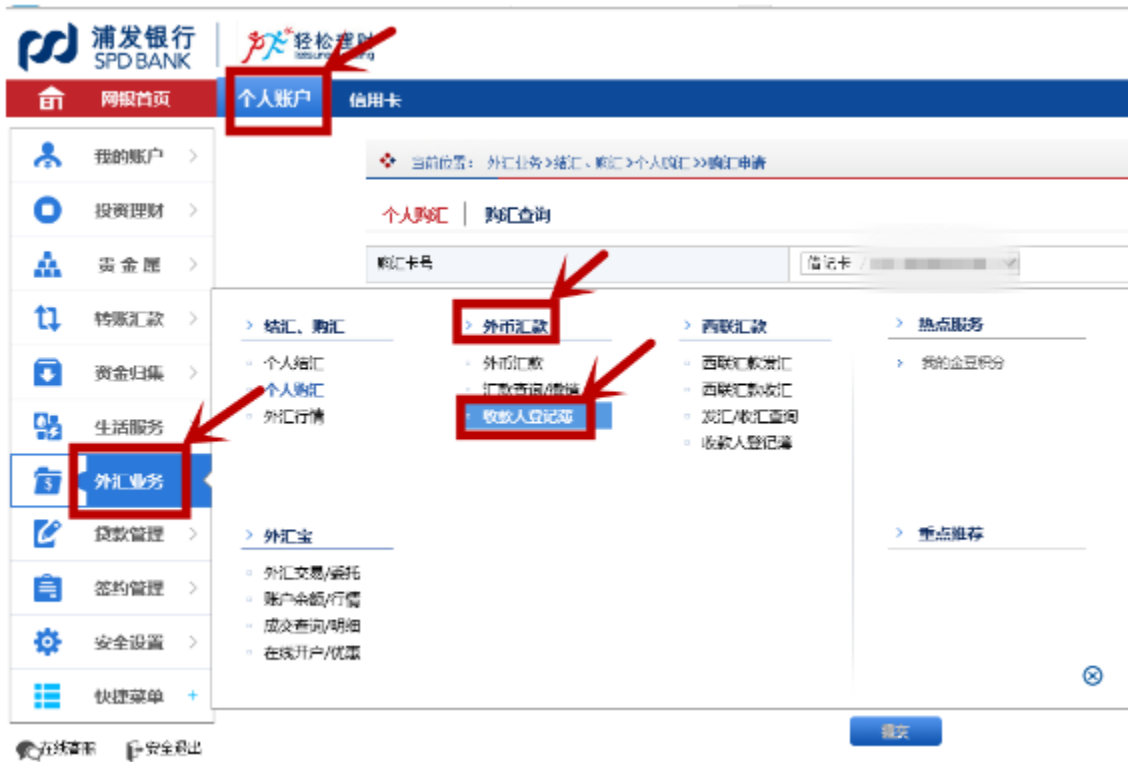 浦发银行
SPD BANK
轻松理财
网银首页
个人账户
信用卡
我的账户
投资理财
贵金属
转账汇款
资金归集
生活服务
外汇业务
贷款管理
签约管理
安全设置
快捷菜单 +
在线客服
安全退出
当前位置: 外汇业务>结汇、购汇>个人购汇>>购汇申请
个人购汇 | 购汇查询
购汇卡号
借记卡 /
> 结汇、购汇
个人结汇
个人购汇
外汇行情
> 外币汇款
外币汇款
汇款查询/撤销
收款人登记簿
> 西联汇款
西联汇款发汇
西联汇款收汇
发汇/收汇查询
收款人登记簿
> 热点服务
> 我的金豆积分
> 外汇宝
外汇交易/委托
账户余额/行情
成交查询/明细
在线开户/优惠
> 重点推荐
提交